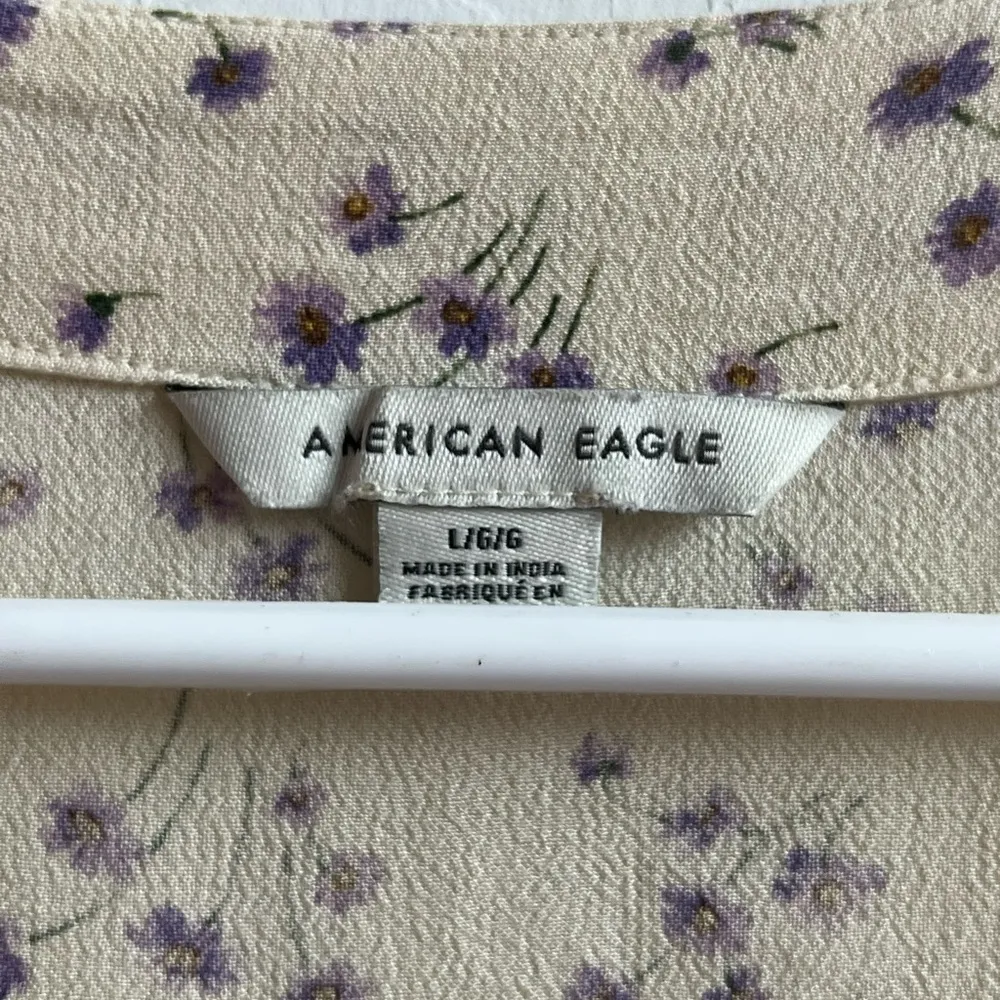 AMERICAN EAGLE
L/G/G
MADE IN INDIA
FABRIQUÉ EN